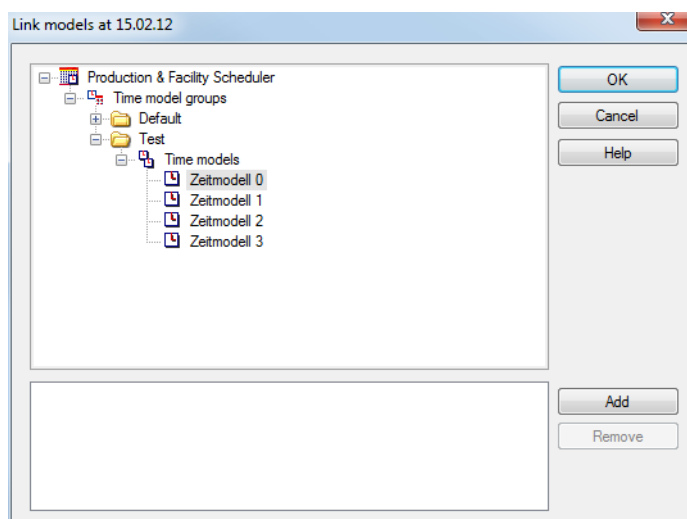 Link models at 15.02.12
Production & Facility Scheduler
Time model groups
Default
Test
Time models
Zeitmodell 0
Zeitmodell 1
Zeitmodell 2
Zeitmodell 3
OK
Cancel
Help
Add
Remove